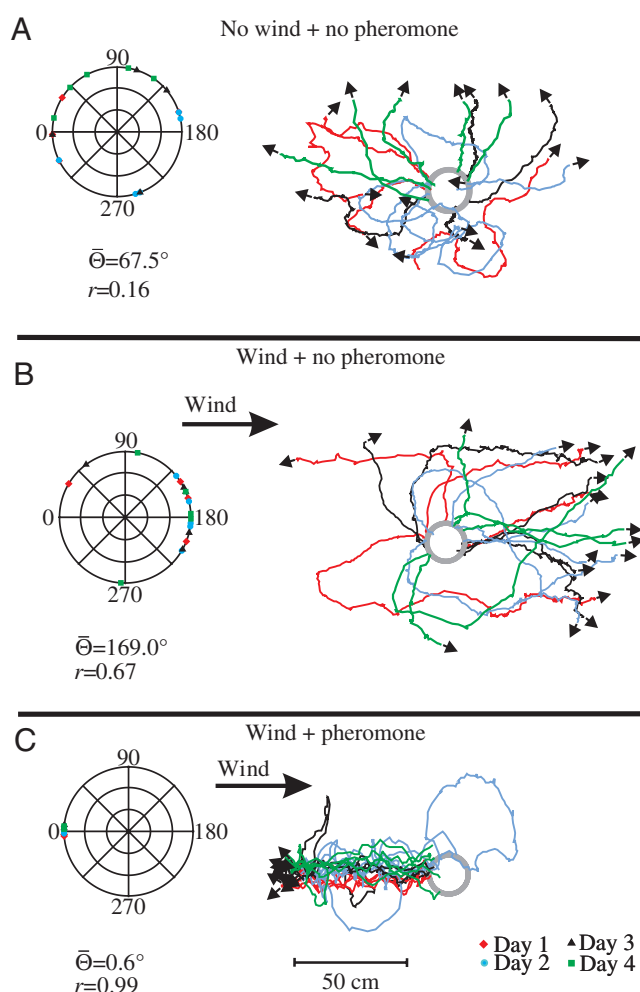 A
No wind + no pheromone
90
0
180
270
Θ̄=67.5°
r=0.16
Wind + no pheromone
B
Wind
90
0
180
270
Θ̄=169.0°
r=0.67
Wind + pheromone
C
Wind
90
0
180
270
Θ̄=0.6°
r=0.99
50 cm
Day 1
Day 3
Day 2
Day 4